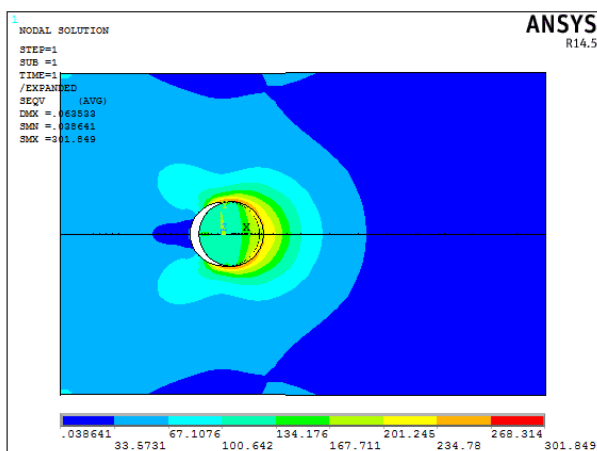 1
NODAL SOLUTION
ANSYS
R14.5
STEP=1
SUB =1
TIME=1
/EXPANDED
SEQV (AVG)
DMX =.063533
SMN =.038641
SMX =301.849
X
.038641 67.1076 134.176 201.245 268.314
33.5731 100.642 167.711 234.78 301.849